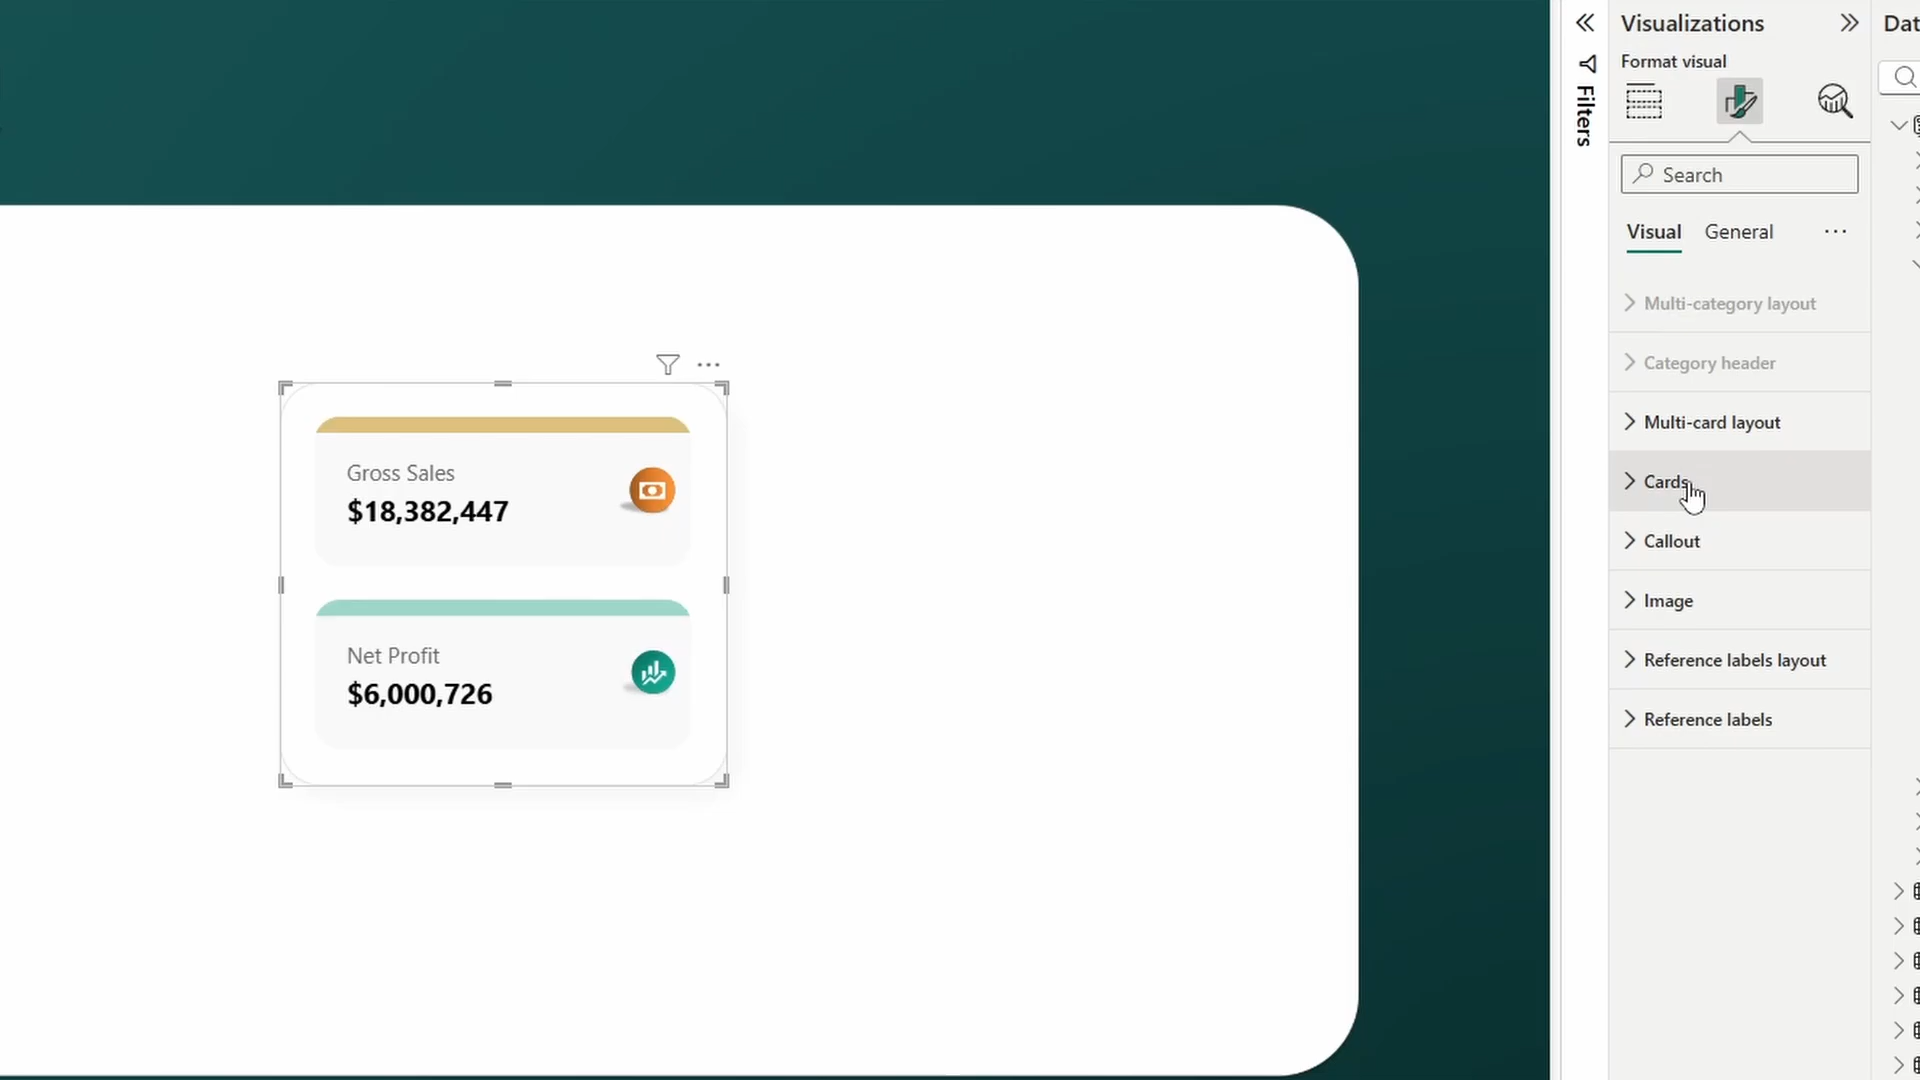 Visualizations
Dat
Format visual
Filters
Search
Visual General
Multi-category layout
Category header
Multi-card layout
Cards
Callout
Image
Reference labels layout
Reference labels
Gross Sales
$18,382,447
Net Profit
$6,000,726